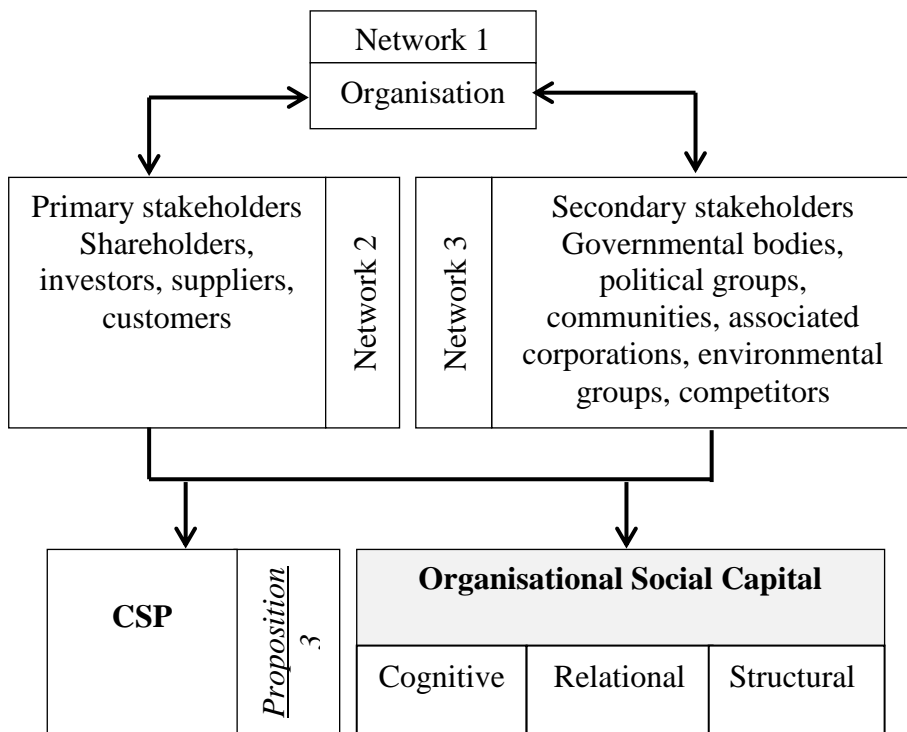 Network 1
Organisation
Primary stakeholders
Shareholders,
investors, suppliers,
customers
Network 2
Network 3
Secondary stakeholders
Governmental bodies,
political groups,
communities, associated
corporations, environmental
groups, competitors
CSP
Proposition
3
Organisational Social Capital
Cognitive
Relational
Structural